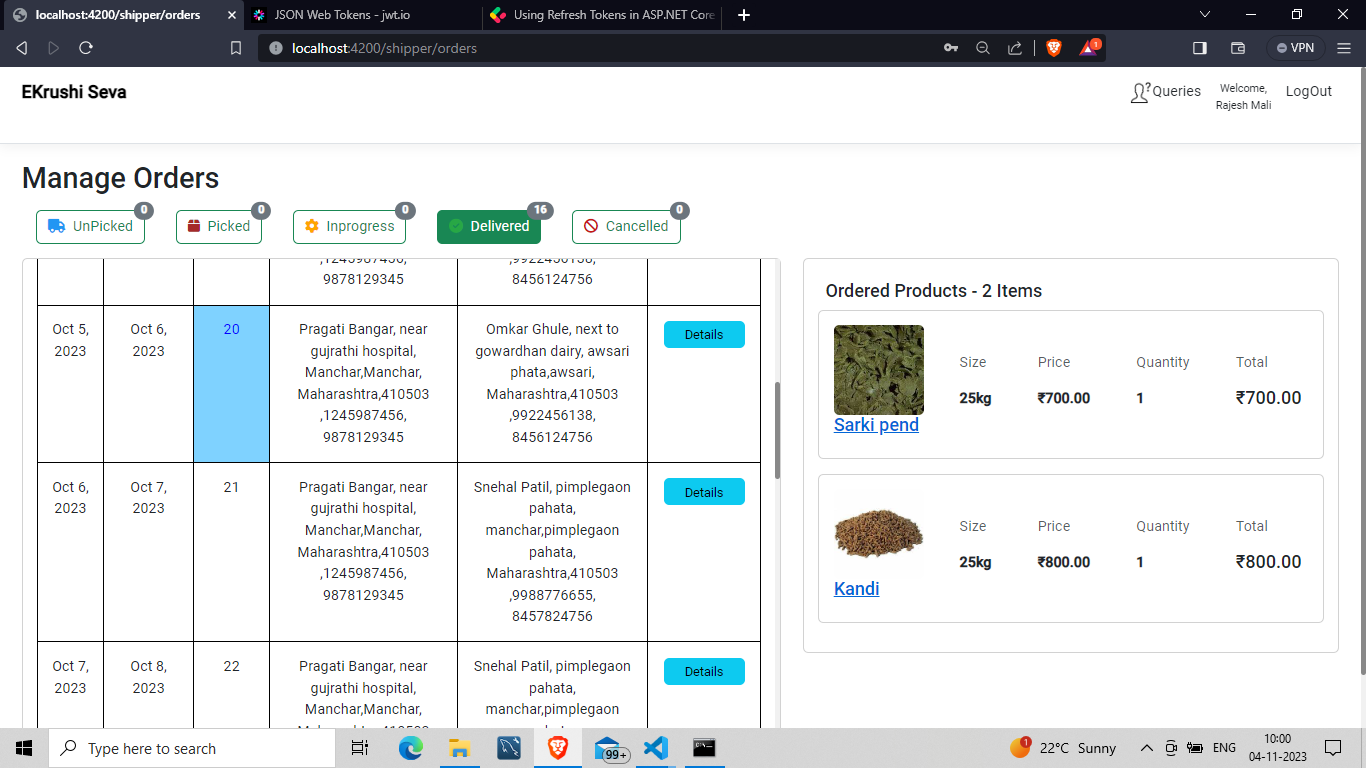 localhost:4200/shipper/orders
JSON Web Tokens - jwt.io
Using Refresh Tokens in ASP.NET Core
localhost:4200/shipper/orders
1
VPN
EKrushi Seva
Queries
Welcome,
Rajesh Mali
LogOut
Manage Orders
UnPicked 0
Picked 0
Inprogress 0
Delivered 16
Cancelled 0
9878129345
8456124756
Oct 5,
2023
Oct 6,
2023
20
Pragati Bangar, near
gujrathi hospital,
Manchar,Manchar,
Maharashtra,410503
,1245987456,
9878129345
Omkar Ghule, next to
gowardhan dairy, awsari
phata,awsari,
Maharashtra,410503
,9922456138,
8456124756
Details
Oct 6,
2023
Oct 7,
2023
21
Pragati Bangar, near
gujrathi hospital,
Manchar,Manchar,
Maharashtra,410503
,1245987456,
9878129345
Snehal Patil, pimplegaon
pahata,
manchar,pimplegaon
pahata,
Maharashtra,410503
,9988776655,
8457824756
Details
Oct 7,
2023
Oct 8,
2023
22
Pragati Bangar, near
gujrathi hospital,
Manchar,Manchar,
Snehal Patil, pimplegaon
pahata,
manchar,pimplegaon
Details
Ordered Products - 2 Items
Size Price Quantity Total
25kg ₹700.00 1 ₹700.00
Sarki pend
Size Price Quantity Total
25kg ₹800.00 1 ₹800.00
Kandi
Type here to search
99+
1
22°C Sunny
ENG
10:00
04-11-2023